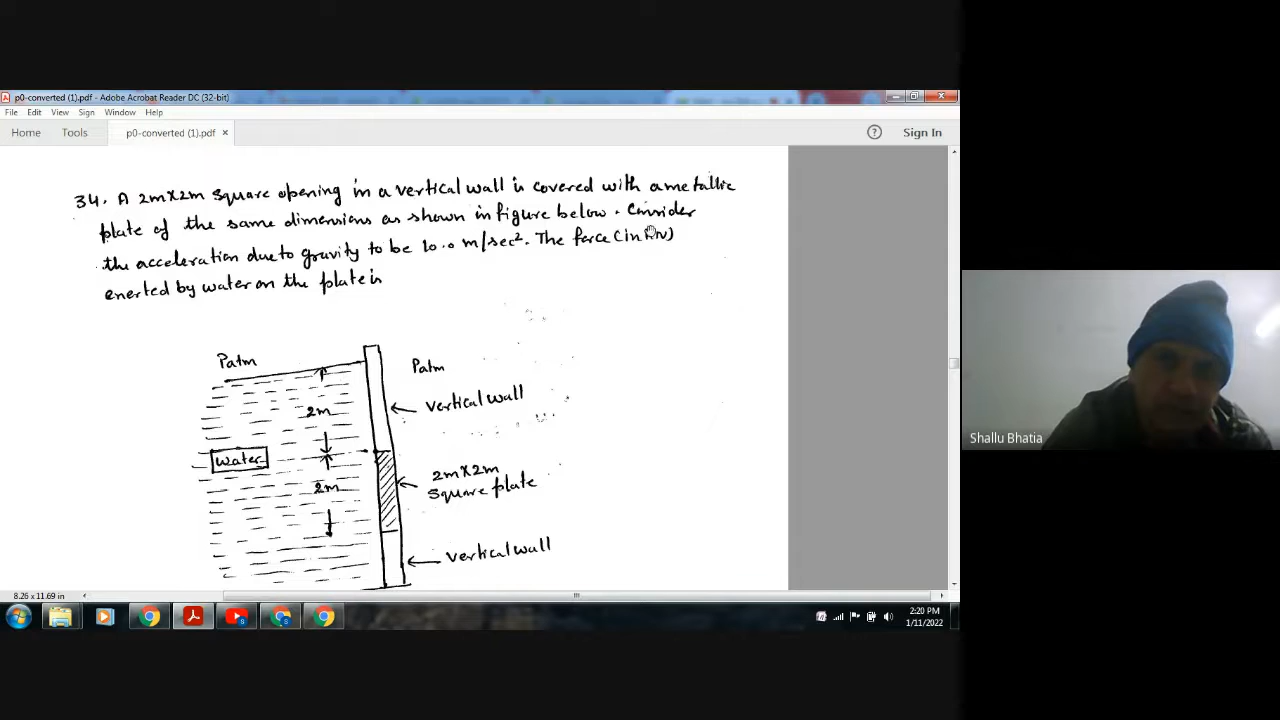 p0-converted (1).pdf - Adobe Acrobat Reader DC (32-bit)
File Edit View Sign Window Help
Home Tools p0-converted (1).pdf × Sign In
34. A 2m×2m square opening in a vertical wall is covered with a metallic
plate of the same dimensions as shown in figure below. Consider
the acceleration due to gravity to be 10.0 m/sec². The force (in kN)
enerted by water on the plate is
Patm
Patm
2m
vertical wall
water
2m
2m×2m
square plate
vertical wall
8.26 x 11.69 in
2:20 PM
1/11/2022
Shallu Bhatia